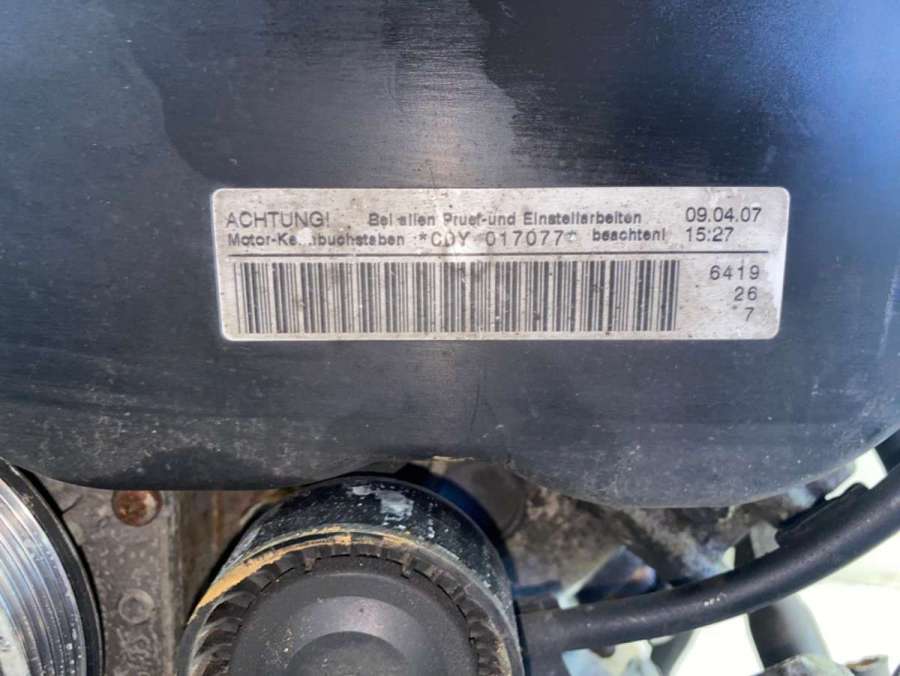 ACHTUNG! Bei allen Pruef-und Einstellarbeiten 09.04.07
Motor-Kennbuchstaben *CDY 017077* beachten! 15:27
6419
26
*7